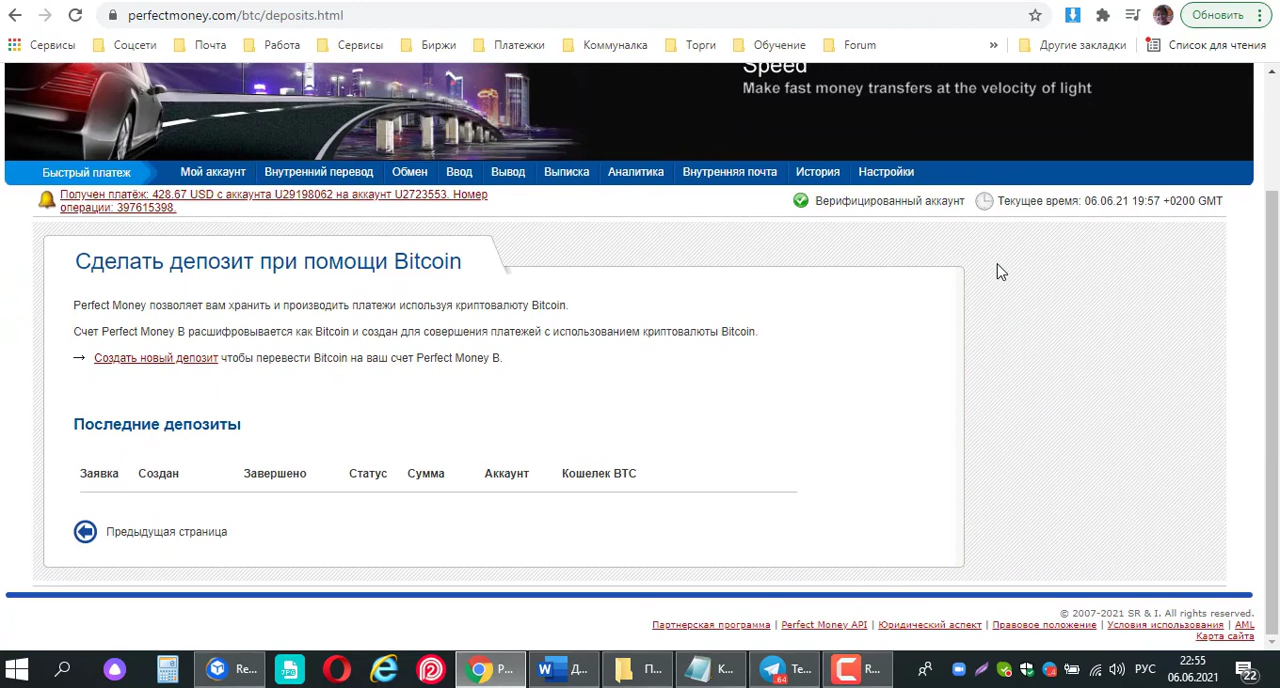 perfectmoney.com/btc/deposits.html
Обновить
Сервисы Соцсети Почта Работа Сервисы Биржи Платежки Коммуналка Торги Обучение Forum » Другие закладки Список для чтения
Speed
Make fast money transfers at the velocity of light
Быстрый платеж Мой аккаунт Внутренний перевод Обмен Ввод Вывод Выписка Аналитика Внутренняя почта История Настройки
Получен платёж: 428.67 USD с аккаунта U29198062 на аккаунт U2723553. Номер
операции: 397615398.
Верифицированный аккаунт Текущее время: 06.06.21 19:57 +0200 GMT
Сделать депозит при помощи Bitcoin
Perfect Money позволяет вам хранить и производить платежи используя криптовалюту Bitcoin.
Счет Perfect Money B расшифровывается как Bitcoin и создан для совершения платежей с использованием криптовалюты Bitcoin.
→ Создать новый депозит чтобы перевести Bitcoin на ваш счет Perfect Money B.
Последние депозиты
Заявка Создан Завершено Статус Сумма Аккаунт Кошелек BTC
Предыдущая страница
© 2007-2021 SR & I. All rights reserved.
Партнерская программа | Perfect Money API | Юридический аспект | Правовое положение | Условия использования | AML
Карта сайта
Re... P... Д... П... К... Те... R... РУС
22:55
06.06.2021
64
22